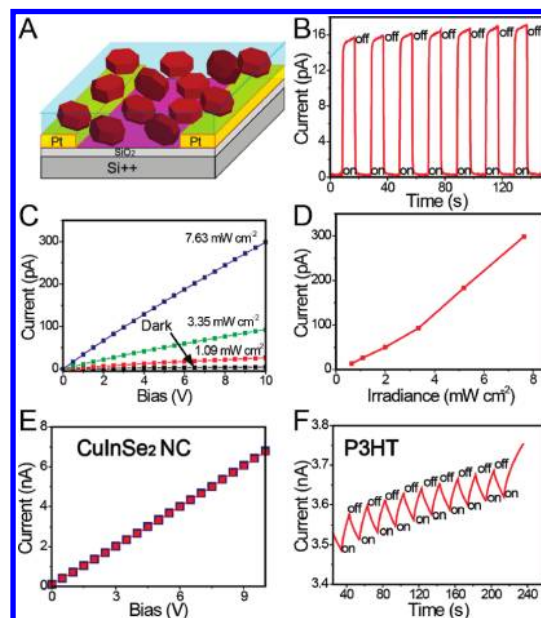 A
Pt
Pt
SiO₂
Si++
B
Current (pA)
16
12
8
4
0
off off off off off off off
on on on on on on on
0 40 80 120
Time (s)
C
Current (pA)
300
200
100
0
7.63 mW cm⁻²
3.35 mW cm⁻²
Dark
1.09 mW cm⁻²
0 2 4 6 8 10
Bias (V)
D
Current (pA)
300
200
100
0
0 2 4 6 8
Irradiance (mW cm²)
E
CuInSe₂ NC
Current (nA)
8
6
4
2
0
0 3 6 9
Bias (V)
F
P3HT
Current (nA)
3.8
3.7
3.6
3.5
3.4
off off off off off off off off off
on on on on on on on on on
40 80 120 160 200 240
Time (s)